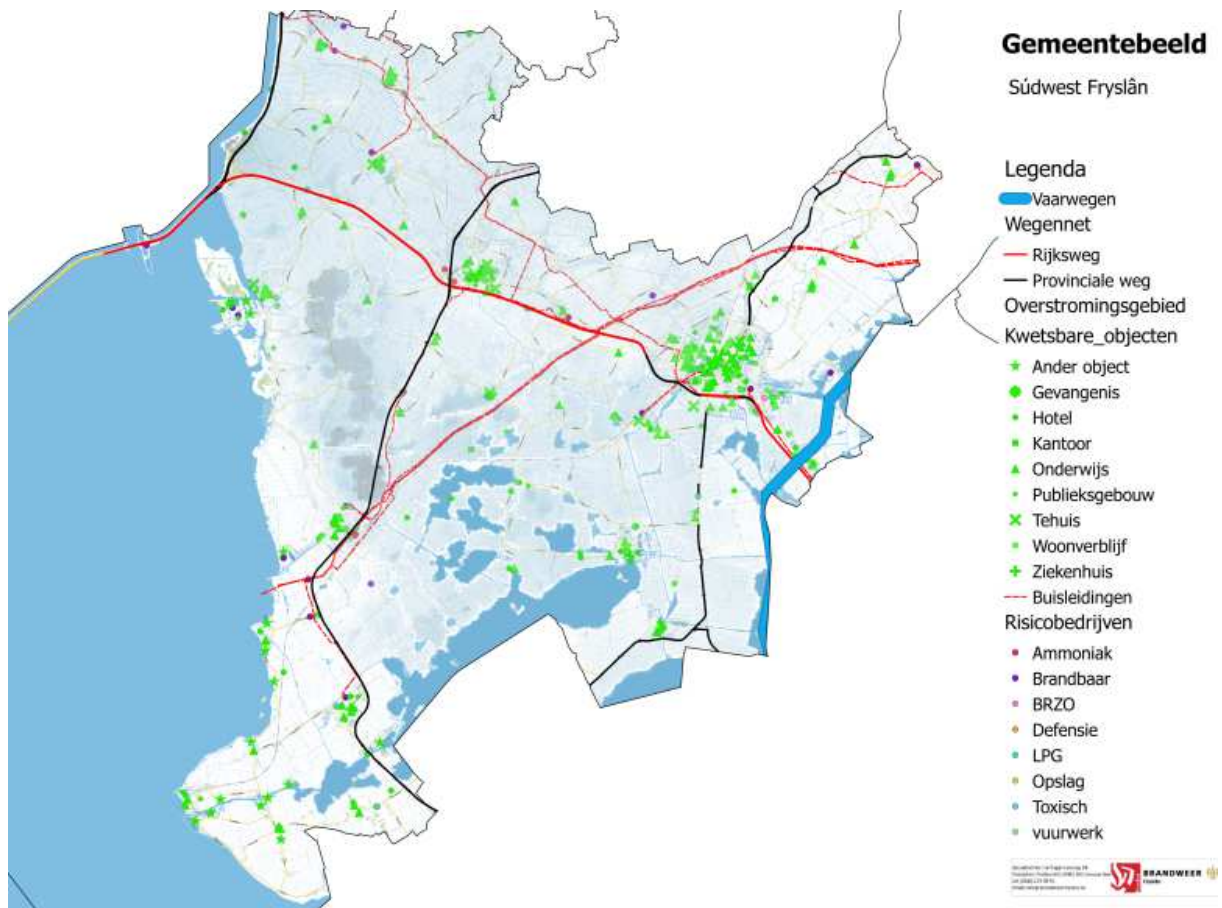 Gemeentebeeld
Súdwest Fryslân
Legenda
Vaarwegen
Wegennet
Rijksweg
Provinciale weg
Overstromingsgebied
Kwetsbare_objecten
Ander object
Gevangenis
Hotel
Kantoor
Onderwijs
Publieksgebouw
Tehuis
Woonverblijf
Ziekenhuis
Buisleidingen
Risicobedrijven
Ammoniak
Brandbaar
BRZO
Defensie
LPG
Opslag
Toxisch
vuurwerk
BRANDWEER